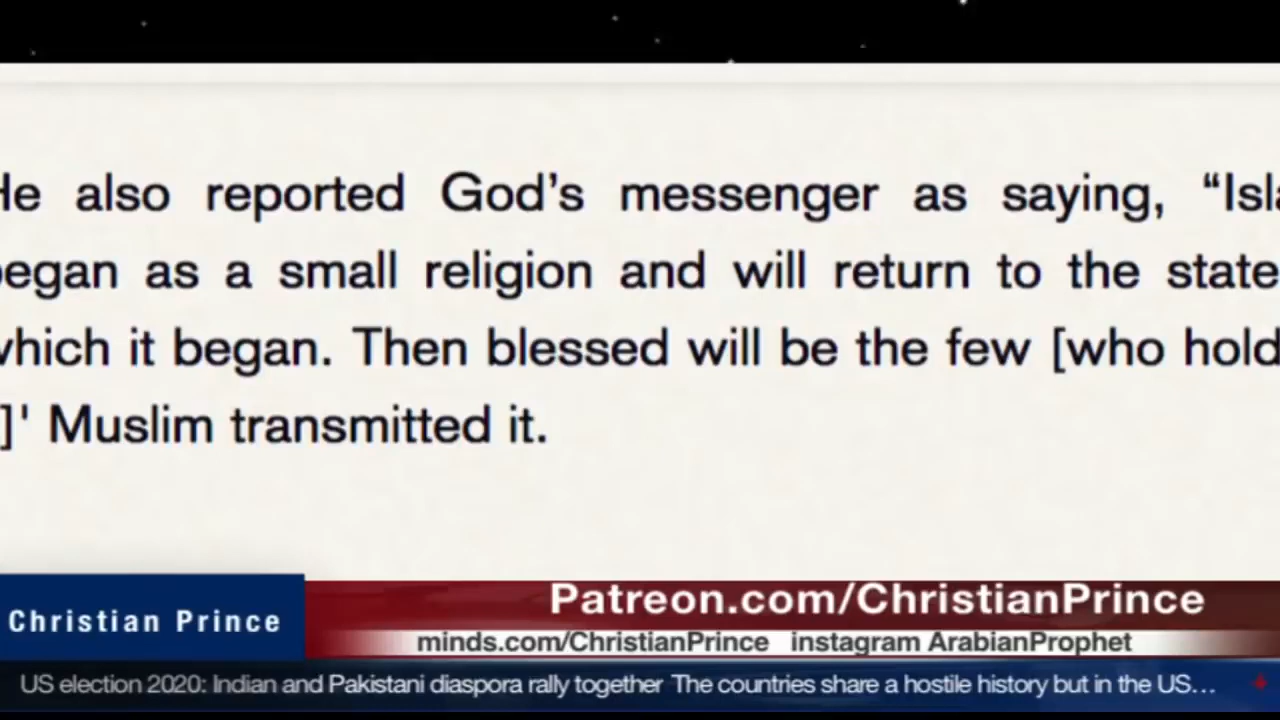 He also reported God's messenger as saying, “Isla
began as a small religion and will return to the state
which it began. Then blessed will be the few [who hold
]' Muslim transmitted it.
Patreon.com/ChristianPrince
Christian Prince
minds.com/ChristianPrince instagram ArabianProphet
US election 2020: Indian and Pakistani diaspora rally together The countries share a hostile history but in the US...